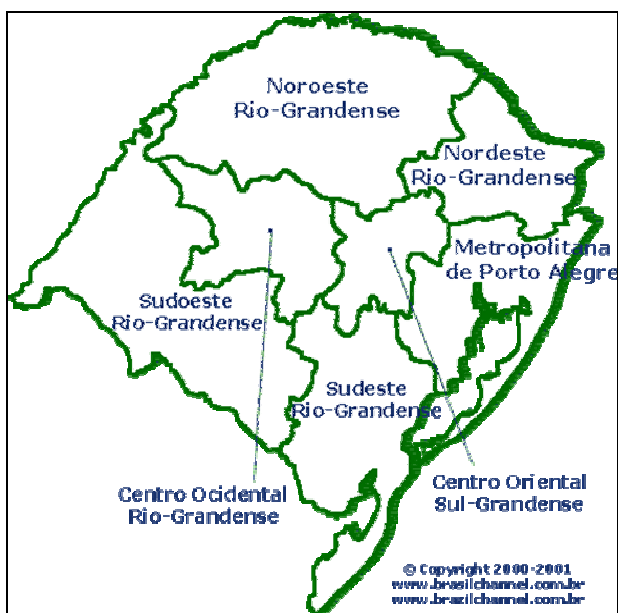 Noroeste
Rio-Grandense
Nordeste
Rio-Grandense
Metropolitana
de Porto Alegre
Sudoeste
Rio-Grandense
Sudeste
Rio-Grandense
Centro Ocidental
Rio-Grandense
Centro Oriental
Sul-Grandense
© Copyright 2000-2001
www.brasilchannel.com.br
www.brazilchannel.com.br